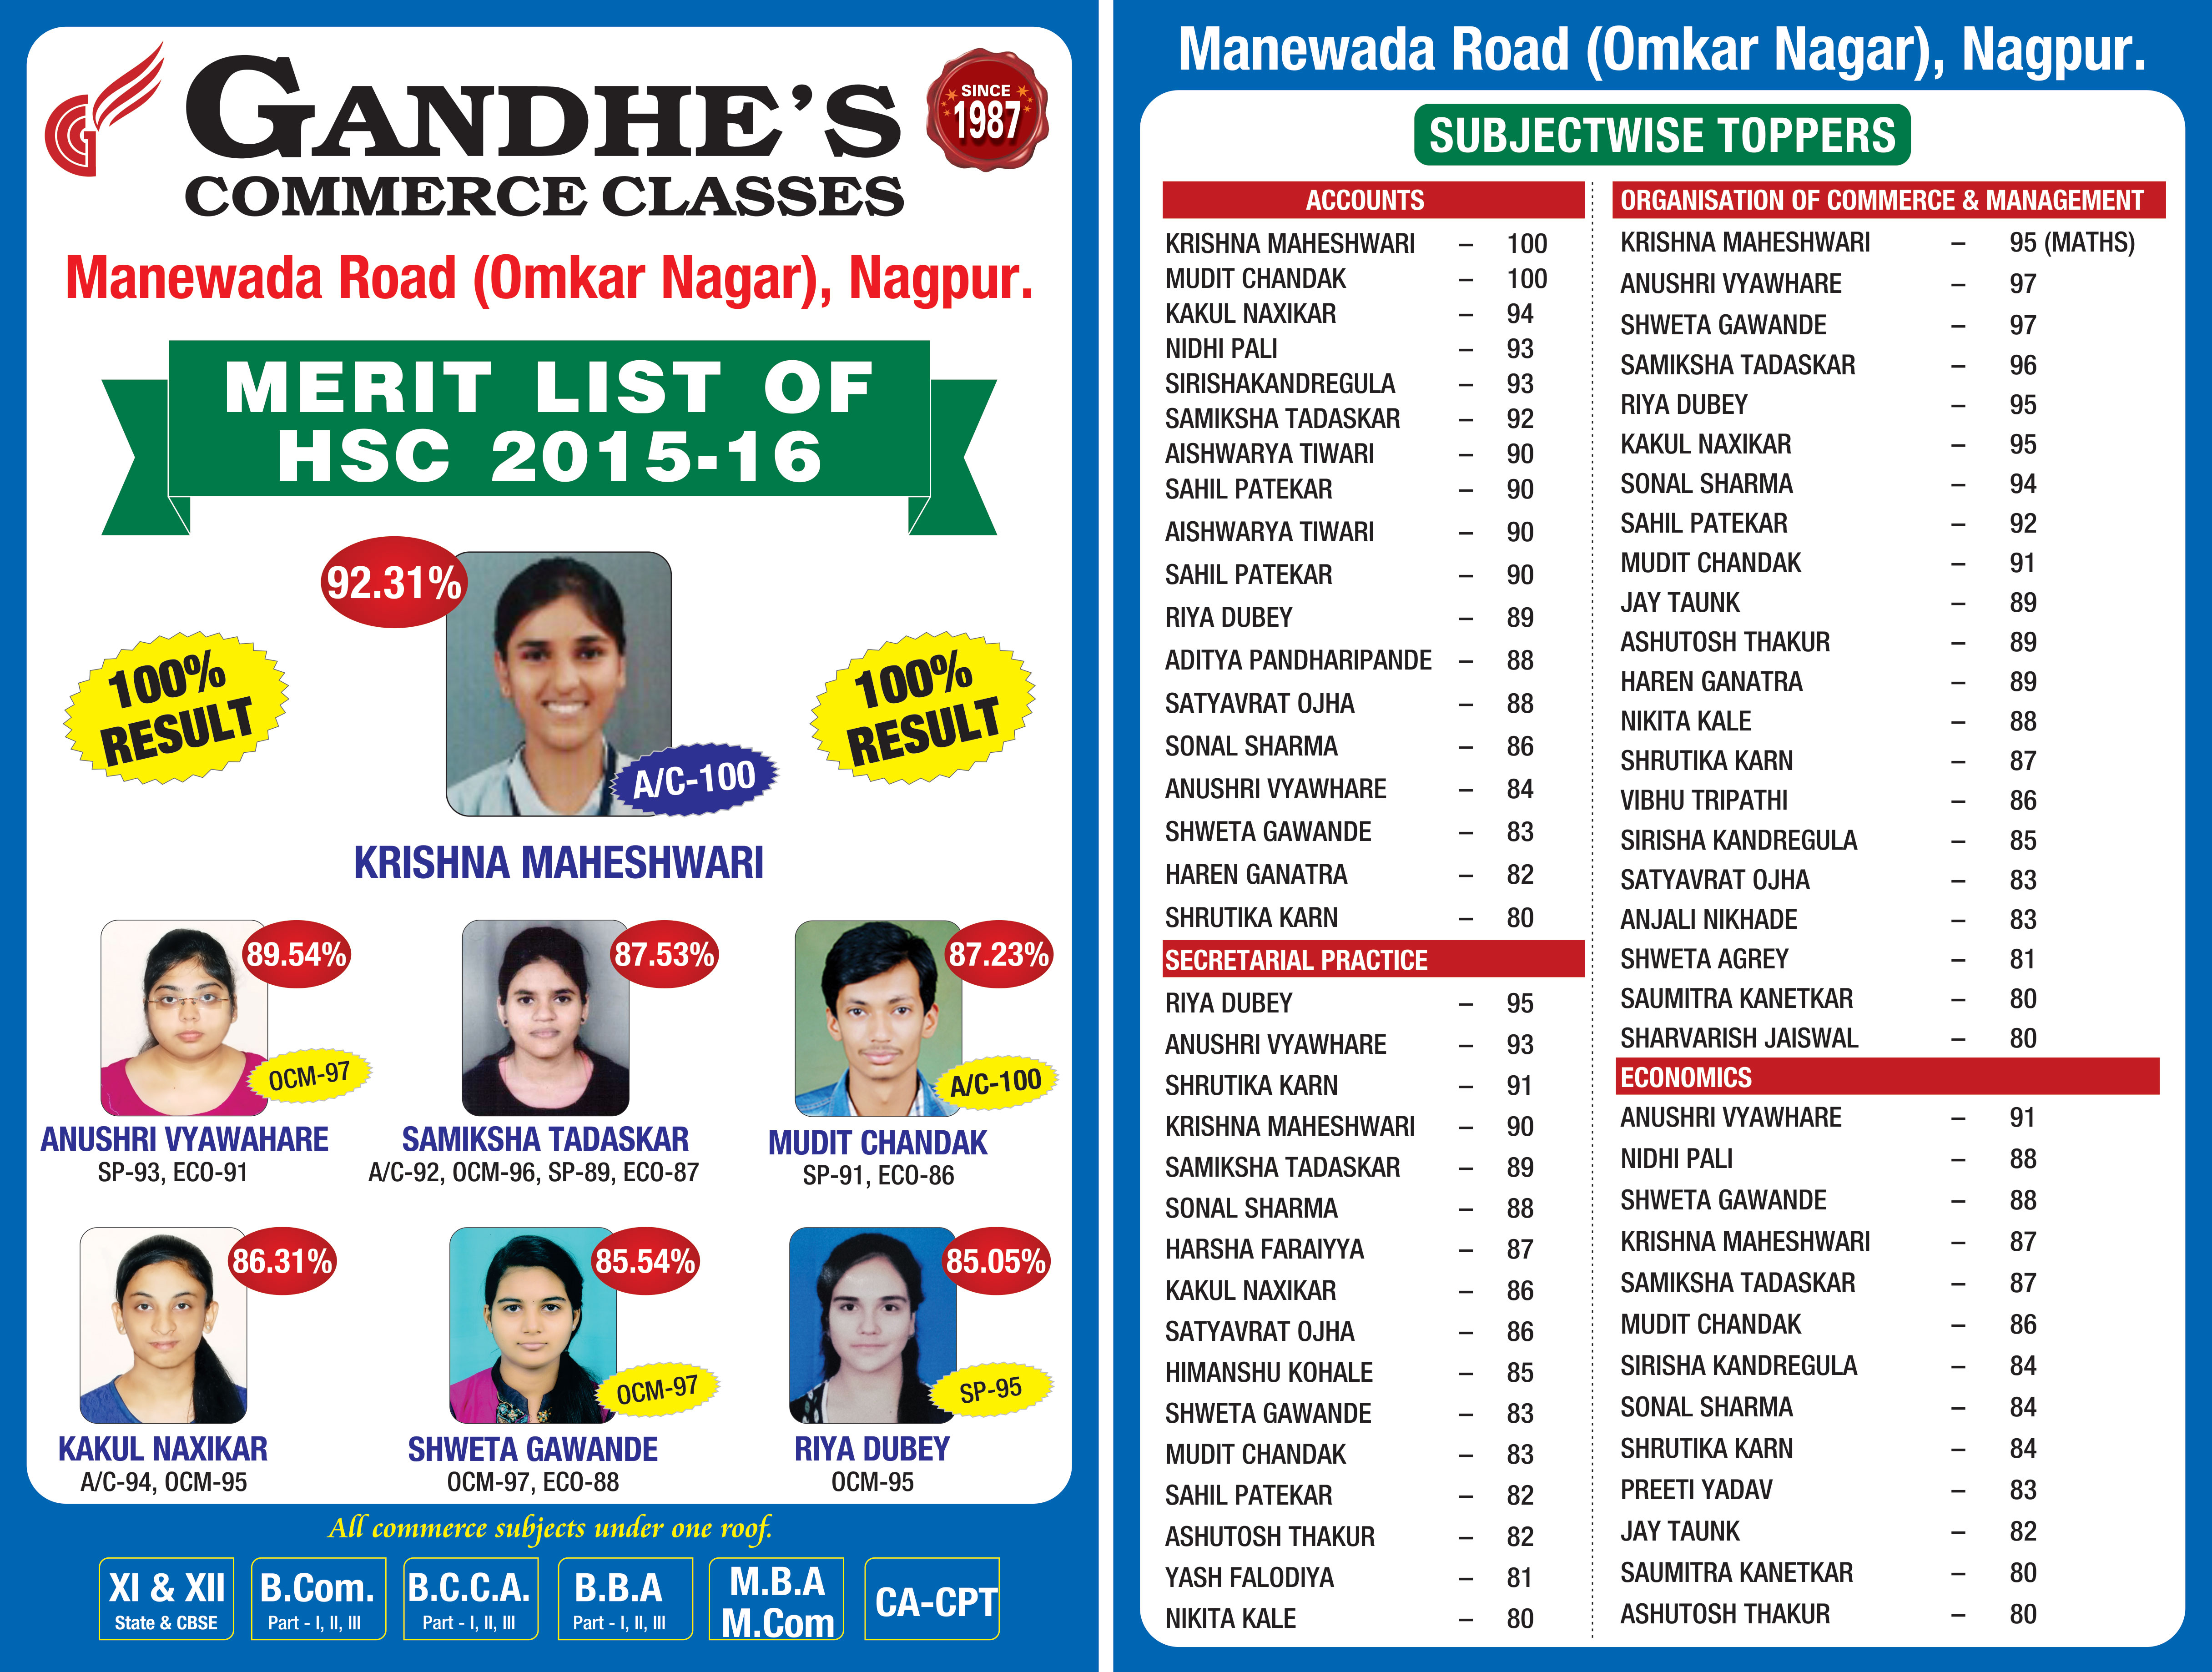 GANDHE'S
COMMERCE CLASSES
SINCE
1987
Manewada Road (Omkar Nagar), Nagpur.
MERIT LIST OF
HSC 2015-16
92.31%
100%
RESULT
100%
RESULT
A/C-100
KRISHNA MAHESHWARI
89.54%
OCM-97
ANUSHRI VYAWAHARE
SP-93, ECO-91
87.53%
SAMIKSHA TADASKAR
A/C-92, OCM-96, SP-89, ECO-87
87.23%
A/C-100
MUDIT CHANDAK
SP-91, ECO-86
86.31%
KAKUL NAXIKAR
A/C-94, OCM-95
85.54%
OCM-97
SHWETA GAWANDE
OCM-97, ECO-88
85.05%
SP-95
RIYA DUBEY
OCM-95
All commerce subjects under one roof.
XI & XII
State & CBSE
B.Com.
Part - I, II, III
B.C.C.A.
Part - I, II, III
B.B.A
Part - I, II, III
M.B.A
M.Com
CA-CPT
Manewada Road (Omkar Nagar), Nagpur.
SUBJECTWISE TOPPERS
ACCOUNTS
KRISHNA MAHESHWARI – 100
MUDIT CHANDAK – 100
KAKUL NAXIKAR – 94
NIDHI PALI – 93
SIRISHAKANDREGULA – 93
SAMIKSHA TADASKAR – 92
AISHWARYA TIWARI – 90
SAHIL PATEKAR – 90
AISHWARYA TIWARI – 90
SAHIL PATEKAR – 90
RIYA DUBEY – 89
ADITYA PANDHARIPANDE – 88
SATYAVRAT OJHA – 88
SONAL SHARMA – 86
ANUSHRI VYAWHARE – 84
SHWETA GAWANDE – 83
HAREN GANATRA – 82
SHRUTIKA KARN – 80
SECRETARIAL PRACTICE
RIYA DUBEY – 95
ANUSHRI VYAWHARE – 93
SHRUTIKA KARN – 91
KRISHNA MAHESHWARI – 90
SAMIKSHA TADASKAR – 89
SONAL SHARMA – 88
HARSHA FARAIYYA – 87
KAKUL NAXIKAR – 86
SATYAVRAT OJHA – 86
HIMANSHU KOHALE – 85
SHWETA GAWANDE – 83
MUDIT CHANDAK – 83
SAHIL PATEKAR – 82
ASHUTOSH THAKUR – 82
YASH FALODIYA – 81
NIKITA KALE – 80
ORGANISATION OF COMMERCE & MANAGEMENT
KRISHNA MAHESHWARI – 95 (MATHS)
ANUSHRI VYAWHARE – 97
SHWETA GAWANDE – 97
SAMIKSHA TADASKAR – 96
RIYA DUBEY – 95
KAKUL NAXIKAR – 95
SONAL SHARMA – 94
SAHIL PATEKAR – 92
MUDIT CHANDAK – 91
JAY TAUNK – 89
ASHUTOSH THAKUR – 89
HAREN GANATRA – 89
NIKITA KALE – 88
SHRUTIKA KARN – 87
VIBHU TRIPATHI – 86
SIRISHA KANDREGULA – 85
SATYAVRAT OJHA – 83
ANJALI NIKHADE – 83
SHWETA AGREY – 81
SAUMITRA KANETKAR – 80
SHARVARISH JAISWAL – 80
ECONOMICS
ANUSHRI VYAWHARE – 91
NIDHI PALI – 88
SHWETA GAWANDE – 88
KRISHNA MAHESHWARI – 87
SAMIKSHA TADASKAR – 87
MUDIT CHANDAK – 86
SIRISHA KANDREGULA – 84
SONAL SHARMA – 84
SHRUTIKA KARN – 84
PREETI YADAV – 83
JAY TAUNK – 82
SAUMITRA KANETKAR – 80
ASHUTOSH THAKUR – 80